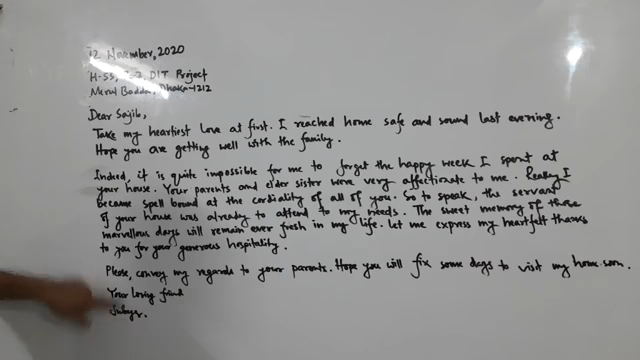 12 November, 2020
H-55, DIT Project
Merul Badda, Dhaka-1212
Dear Sajib,
Take my heartiest love at first. I reached home safe and sound last evening.
Hope you are getting well with the family.
Indeed, it is quite impossible for me to forget the happy week I spent at
your house. Your parents and elder sister were very affectionate to me. Really I
became spell bound at the cordiality of all of you. So to speak, the servant
of your house was already to attend to my needs. The sweet memory of those
marvellous days will remain ever fresh in my life. Let me express my heartfelt thanks
to you for your generous hospitality.
Please, convey my regards to your parents. Hope you will fix some days to visit my home soon.
Your loving friend